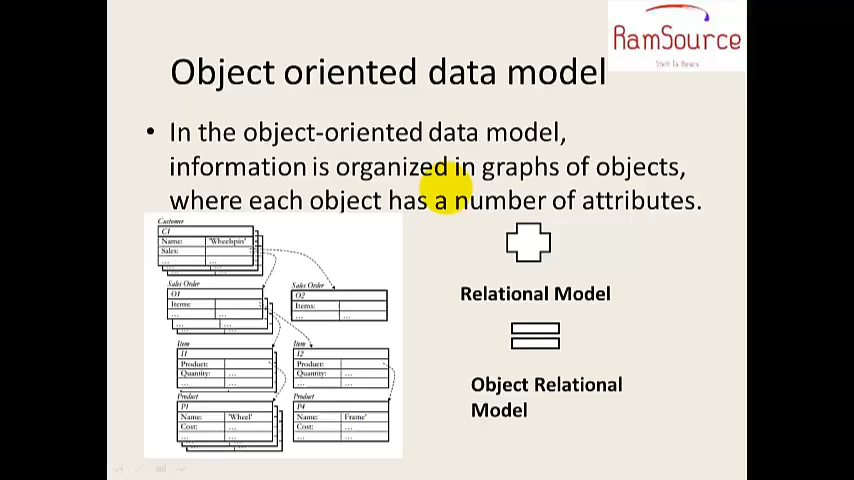 RamSource
Start To Basics
Object oriented data model
• In the object-oriented data model,
information is organized in graphs of objects,
where each object has a number of attributes.
Customer
C1
Name: 'Wheelspin'
Sales: ...
... ...
Sales Order
O1
Items:
... ...
... ...
Sales Order
O2
Items:
... ...
Item
I1
Product:
Quantity: ...
... ...
Item
I2
Product:
Quantity: ...
... ...
Product
P1
Name: 'Wheel'
Cost: ...
... ...
Product
P4
Name: Frame'
Cost: ...
... ...
Relational Model
Object Relational
Model